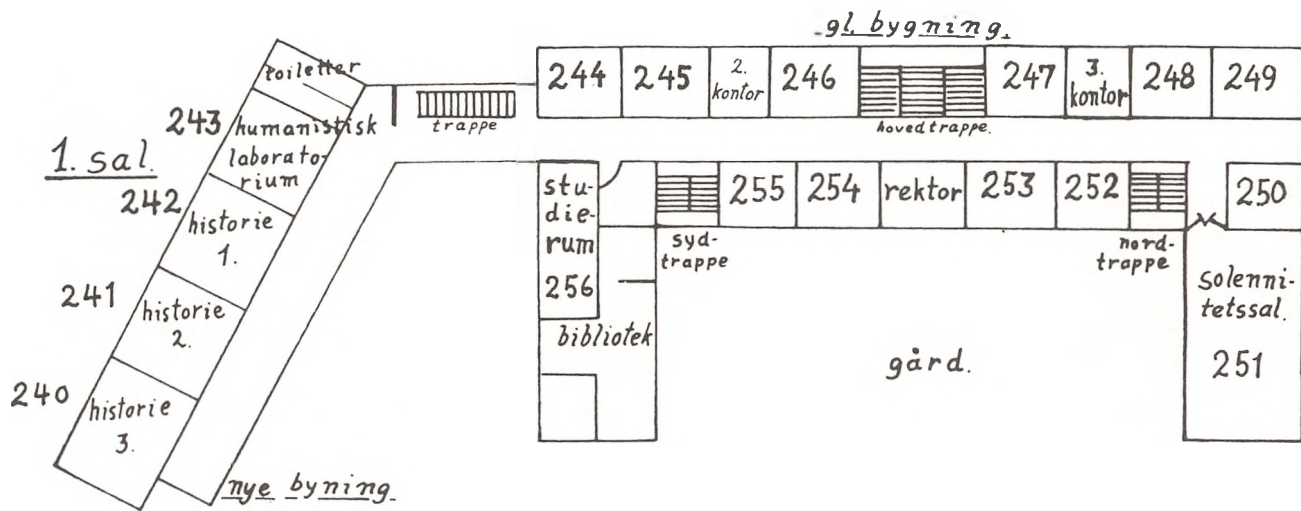 gl. bygning.
toiletter
243
humanistisk
laborato-
rium
1. sal.
242
historie
1.
241
historie
2.
240
historie
3.
nye byning.
trappe
244
245
2.
kontor
246
hovedtrappe.
247
3.
kontor
248
249
stu-
die-
rum
256
bibliotek
syd-
trappe
255
254
rektor
253
252
nord-
trappe
250
solenni-
tetssal.
251
gård.